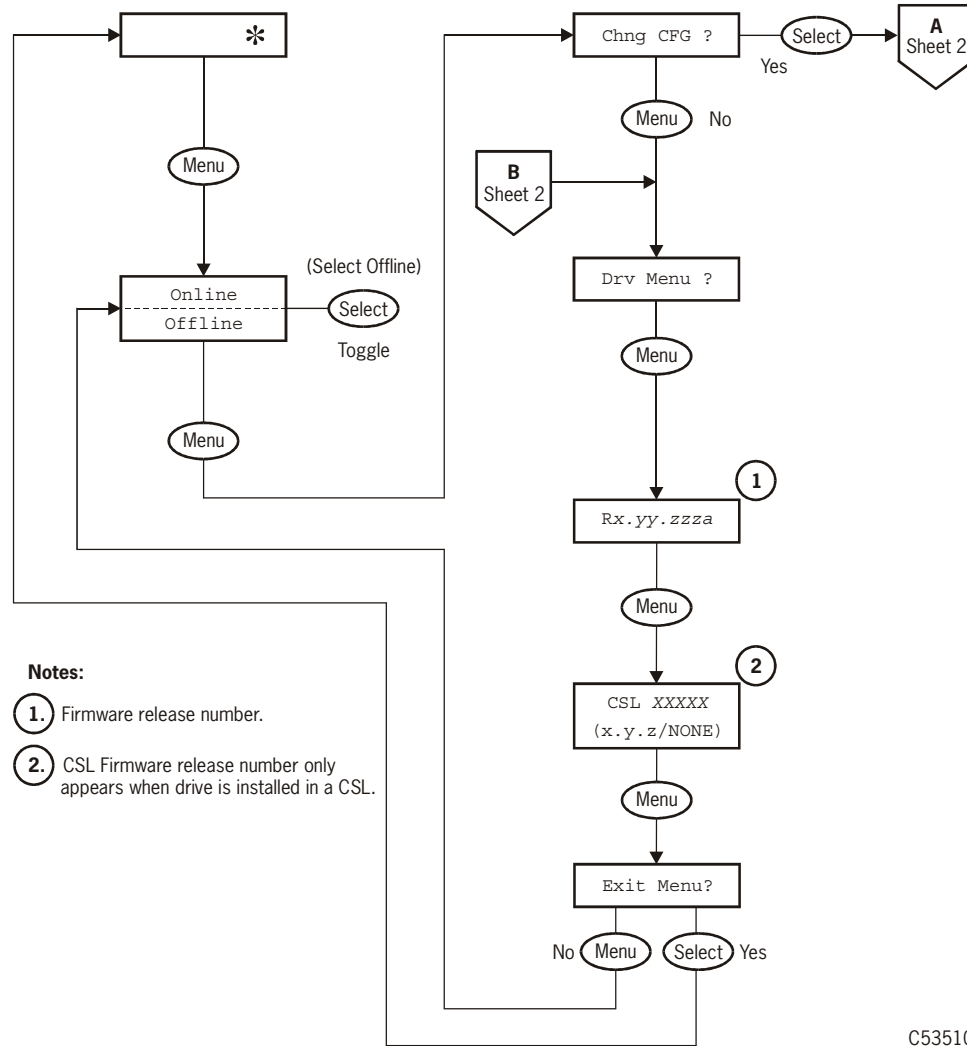 *
Menu
Online
Offline
(Select Offline)
Select
Toggle
Menu
Chng CFG ?
Select
Yes
A
Sheet 2
Menu
No
B
Sheet 2
Drv Menu ?
Menu
1
Rx.yy.zzza
Menu
2
CSL XXXXX
(x.y.z/NONE)
Menu
Exit Menu?
No
Menu
Select
Yes
Notes:
1. Firmware release number.
2. CSL Firmware release number only
appears when drive is installed in a CSL.